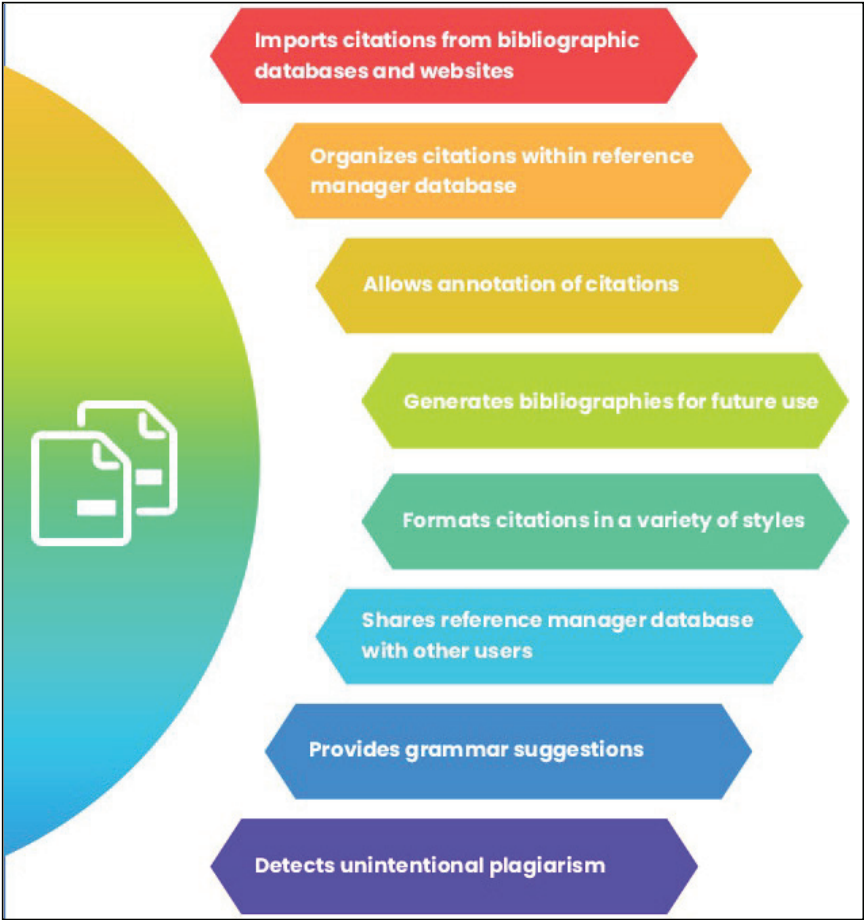 Imports citations from bibliographic
databases and websites
Organizes citations within reference
manager database
Allows annotation of citations
Generates bibliographies for future use
Formats citations in a variety of styles
Shares reference manager database
with other users
Provides grammar suggestions
Detects unintentional plagiarism